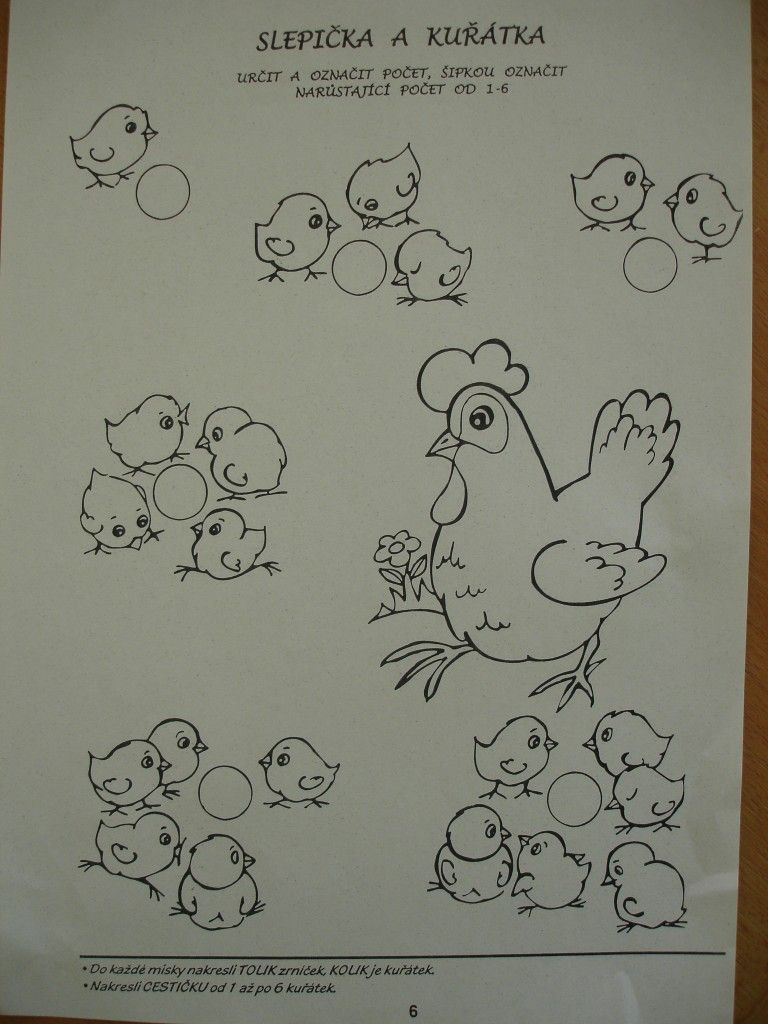 SLEPIČKA A KUŘÁTKA
URČIT A OZNAČIT POČET, ŠIPKOU OZNAČIT
NARŮSTAJÍCÍ POČET OD 1-6
• Do každé misky nakresli TOLIK zrníček, KOLIK je kuřátek.
• Nakresli CESTIČKU od 1 až po 6 kuřátek.
6